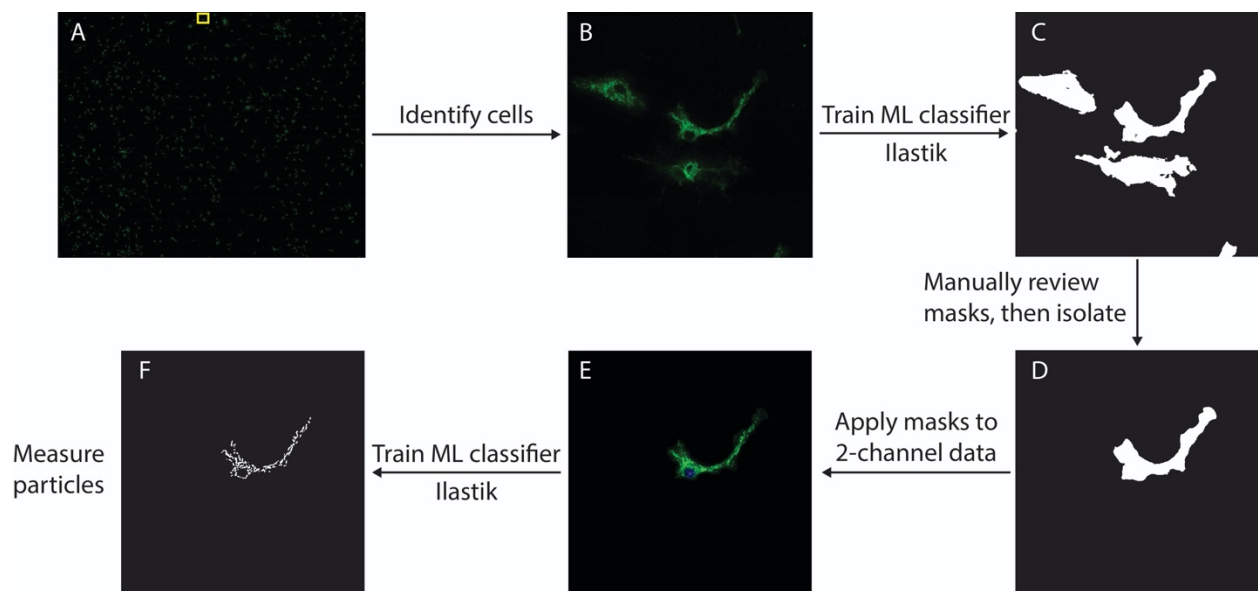 A
Identify cells
B
Train ML classifier
Ilastik
C
Manually review
masks, then isolate
D
Apply masks to
2-channel data
E
Train ML classifier
Ilastik
F
Measure
particles